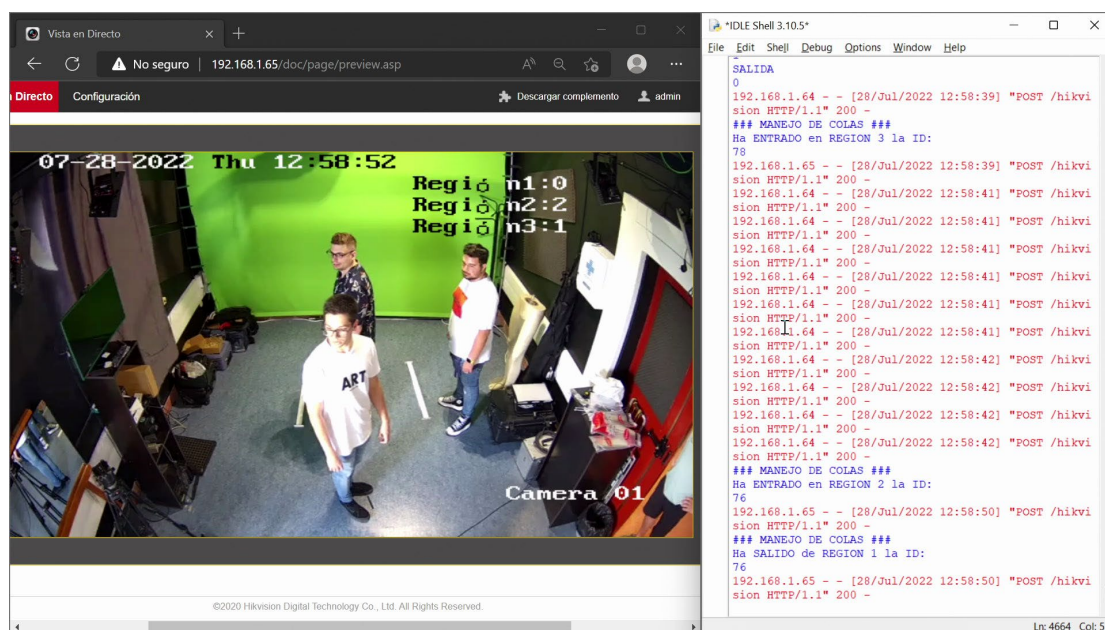 Vista en Directo
No seguro | 192.168.1.65/doc/page/preview.asp
Directo Configuración Descargar complemento admin
07-28-2022 Thu 12:58:52
Región1:0
Región2:2
Región3:1
ART
Camera 01
©2020 Hikvision Digital Technology Co., Ltd. All Rights Reserved.
*IDLE Shell 3.10.5*
File Edit Shell Debug Options Window Help
SALIDA
0
192.168.1.64 - - [28/Jul/2022 12:58:39] "POST /hikvi
sion HTTP/1.1" 200 -
### MANEJO DE COLAS ###
Ha ENTRADO en REGION 3 la ID:
78
192.168.1.65 - - [28/Jul/2022 12:58:39] "POST /hikvi
sion HTTP/1.1" 200 -
192.168.1.64 - - [28/Jul/2022 12:58:41] "POST /hikvi
sion HTTP/1.1" 200 -
192.168.1.64 - - [28/Jul/2022 12:58:41] "POST /hikvi
sion HTTP/1.1" 200 -
192.168.1.64 - - [28/Jul/2022 12:58:41] "POST /hikvi
sion HTTP/1.1" 200 -
192.168.1.64 - - [28/Jul/2022 12:58:41] "POST /hikvi
sion HTTP/1.1" 200 -
192.168.1.64 - - [28/Jul/2022 12:58:41] "POST /hikvi
sion HTTP/1.1" 200 -
192.168.1.64 - - [28/Jul/2022 12:58:41] "POST /hikvi
sion HTTP/1.1" 200 -
192.168.1.64 - - [28/Jul/2022 12:58:42] "POST /hikvi
sion HTTP/1.1" 200 -
192.168.1.64 - - [28/Jul/2022 12:58:42] "POST /hikvi
sion HTTP/1.1" 200 -
192.168.1.64 - - [28/Jul/2022 12:58:42] "POST /hikvi
sion HTTP/1.1" 200 -
192.168.1.64 - - [28/Jul/2022 12:58:42] "POST /hikvi
sion HTTP/1.1" 200 -
### MANEJO DE COLAS ###
Ha ENTRADO en REGION 2 la ID:
76
192.168.1.65 - - [28/Jul/2022 12:58:50] "POST /hikvi
sion HTTP/1.1" 200 -
### MANEJO DE COLAS ###
Ha SALIDO de REGION 1 la ID:
76
192.168.1.65 - - [28/Jul/2022 12:58:50] "POST /hikvi
sion HTTP/1.1" 200 -
Ln: 4664 Col: 5